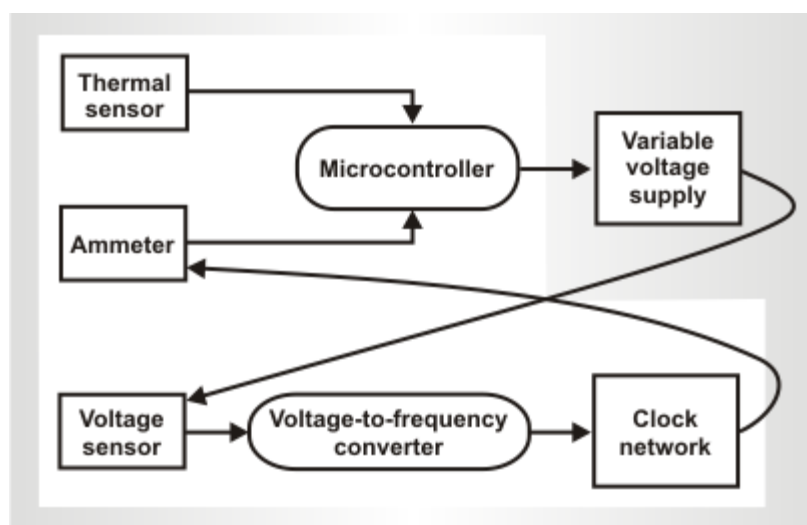 Thermal
sensor
Microcontroller
Variable
voltage
supply
Ammeter
Voltage
sensor
Voltage-to-frequency
converter
Clock
network